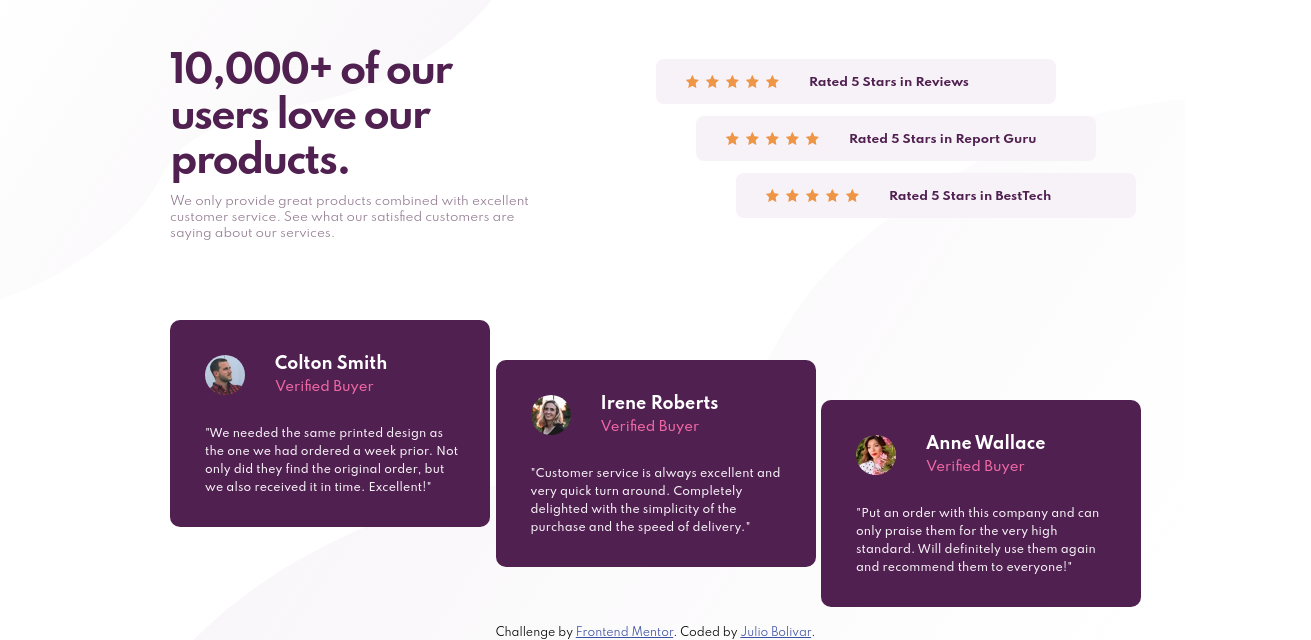 10,000+ of our
users love our
products.
We only provide great products combined with excellent
customer service. See what our satisfied customers are
saying about our services.
Rated 5 Stars in Reviews
Rated 5 Stars in Report Guru
Rated 5 Stars in BestTech
Colton Smith
Verified Buyer
"We needed the same printed design as
the one we had ordered a week prior. Not
only did they find the original order, but
we also received it in time. Excellent!"
Irene Roberts
Verified Buyer
"Customer service is always excellent and
very quick turn around. Completely
delighted with the simplicity of the
purchase and the speed of delivery."
Anne Wallace
Verified Buyer
"Put an order with this company and can
only praise them for the very high
standard. Will definitely use them again
and recommend them to everyone!"
Challenge by Frontend Mentor. Coded by Julio Bolivar.